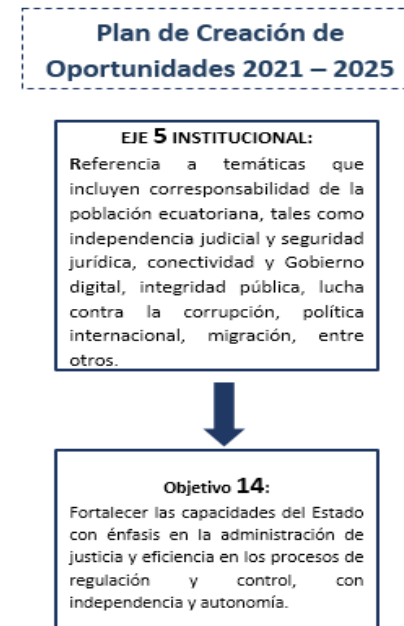 Plan de Creación de
Oportunidades 2021 – 2025
EJE 5 INSTITUCIONAL:
Referencia a temáticas que
incluyen corresponsabilidad de la
población ecuatoriana, tales como
independencia judicial y seguridad
jurídica, conectividad y Gobierno
digital, integridad pública, lucha
contra la corrupción, política
internacional, migración, entre
otros.
Objetivo 14:
Fortalecer las capacidades del Estado
con énfasis en la administración de
justicia y eficiencia en los procesos de
regulación y control, con
independencia y autonomía.